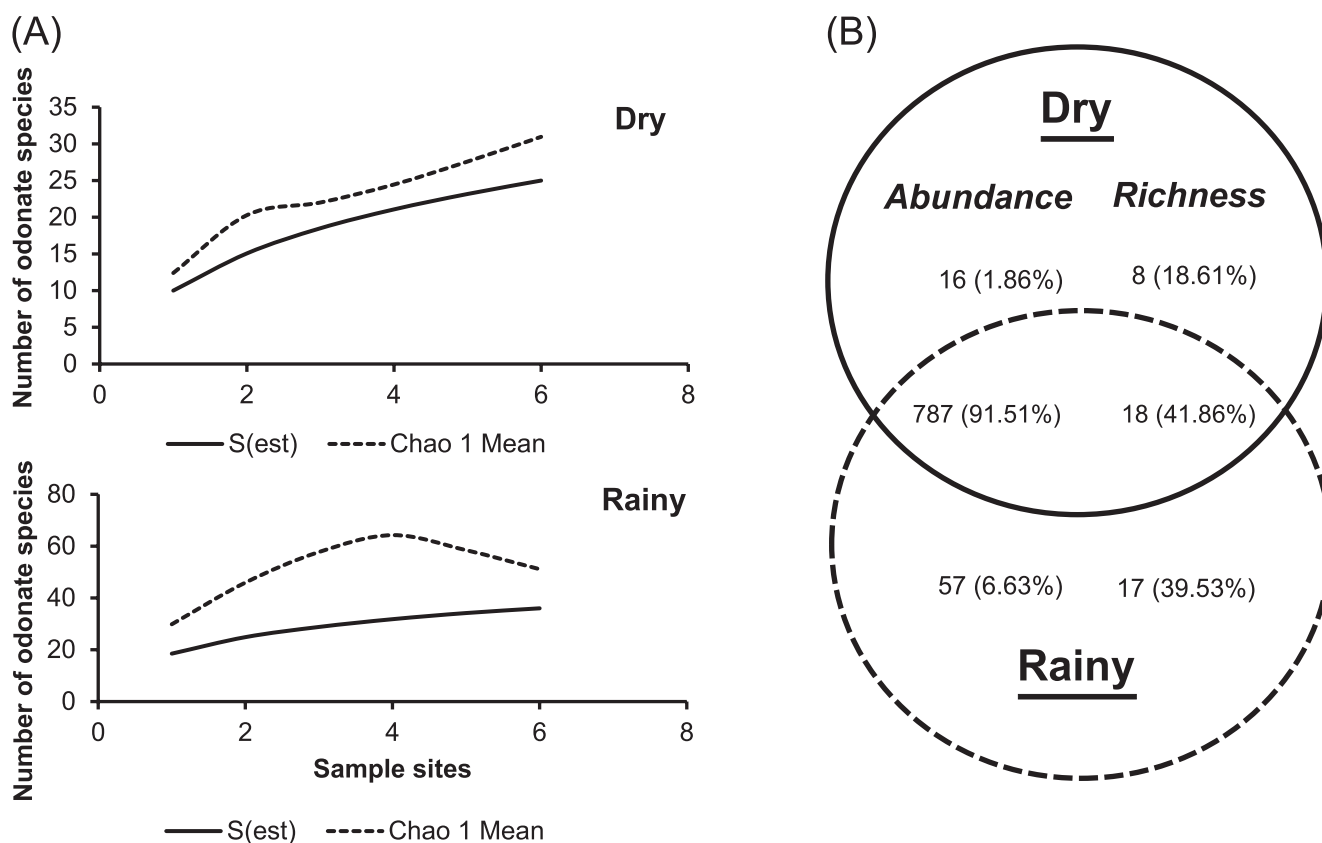 (A)
Number of odonate species
35
30
25
20
15
10
5
0
0 2 4 6 8
Dry
S(est) Chao 1 Mean
Number of odonate species
80
60
40
20
0
0 2 4 6 8
Rainy
Sample sites
S(est) Chao 1 Mean
(B)
Dry
Abundance Richness
16 (1.86%) 8 (18.61%)
787 (91.51%) 18 (41.86%)
57 (6.63%) 17 (39.53%)
Rainy